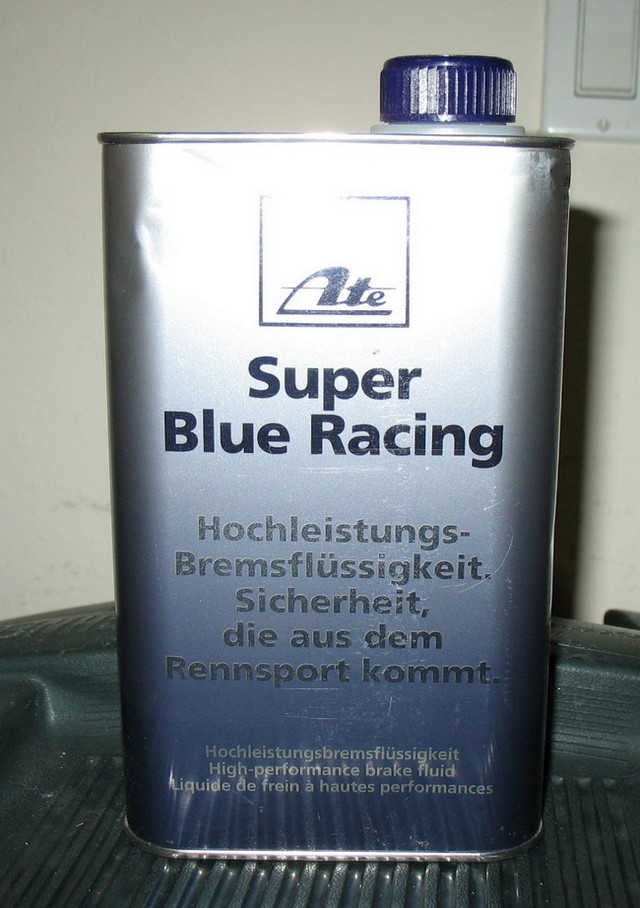 Ate
Super
Blue Racing
Hochleistungs-
Bremsflüssigkeit.
Sicherheit,
die aus dem
Rennsport kommt.
Hochleistungsbremsflüssigkeit
High-performance brake fluid
Liquide de frein à hautes performances